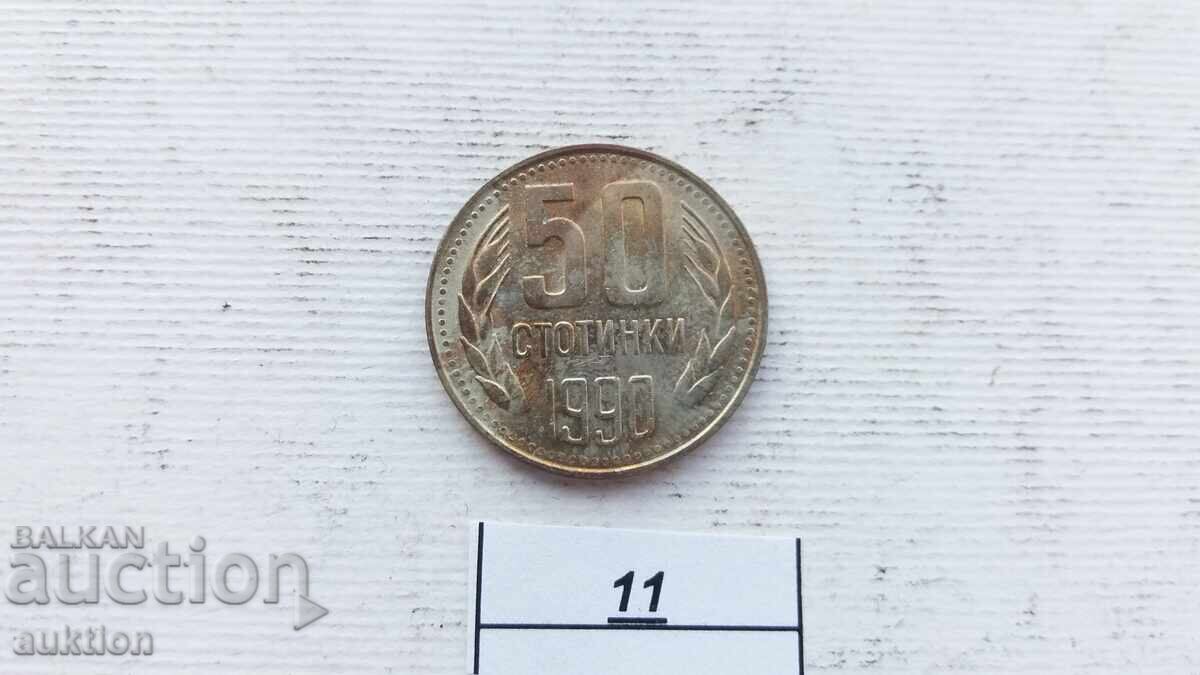 50
СТОТИНКИ
1990
11
BALKAN
auction
auktion